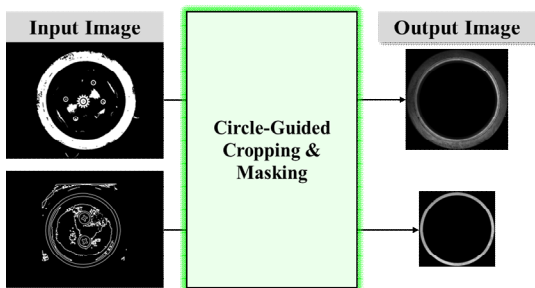 Input Image
Output Image
Circle-Guided
Cropping &
Masking